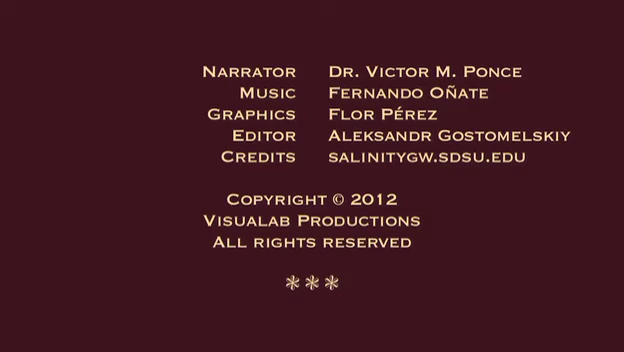 Narrator Dr. Victor M. Ponce
Music Fernando Oñate
Graphics Flor Pérez
Editor Aleksandr Gostomelskiy
Credits salinitygw.sdsu.edu
Copyright © 2012
Visualab Productions
All rights reserved